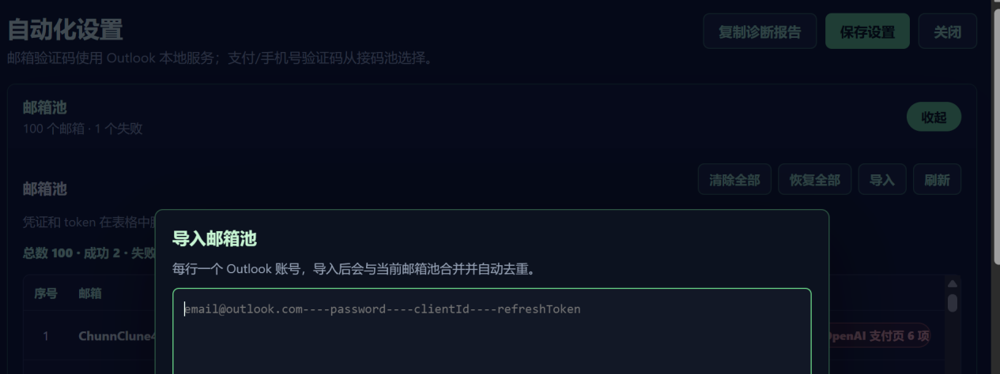 自动化设置
复制诊断报告 保存设置 关闭
邮箱验证码使用 Outlook 本地服务；支付/手机号验证码从接码池选择。
邮箱池
100 个邮箱 · 1 个失败
收起
邮箱池
清除全部 恢复全部 导入 刷新
凭证和 token 在表格中
总数 100 · 成功 2 · 失败
导入邮箱池
每行一个 Outlook 账号，导入后会与当前邮箱池合并并自动去重。
email@outlook.com----password----clientId----refreshToken
序号 邮箱
1 ChunnClune4
OpenAI 支付页 6 项